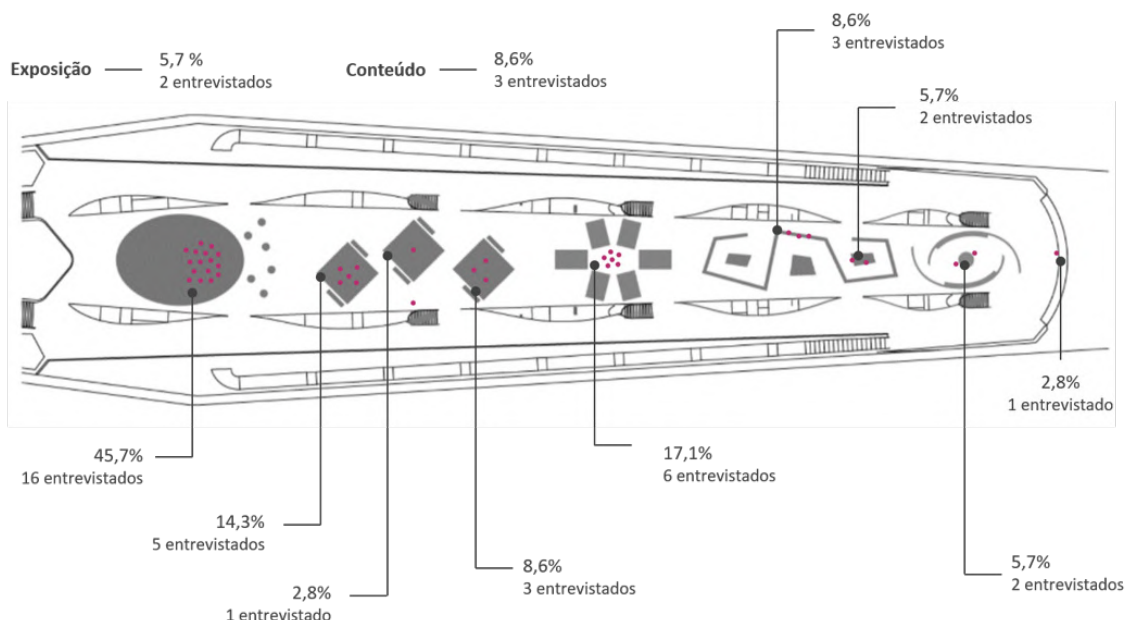 8,6%
3 entrevistados
Exposição
5,7 %
2 entrevistados
Conteúdo
8,6%
3 entrevistados
5,7%
2 entrevistados
2,8%
1 entrevistado
45,7%
16 entrevistados
17,1%
6 entrevistados
14,3%
5 entrevistados
8,6%
3 entrevistados
5,7%
2 entrevistados
2,8%
1 entrevistado